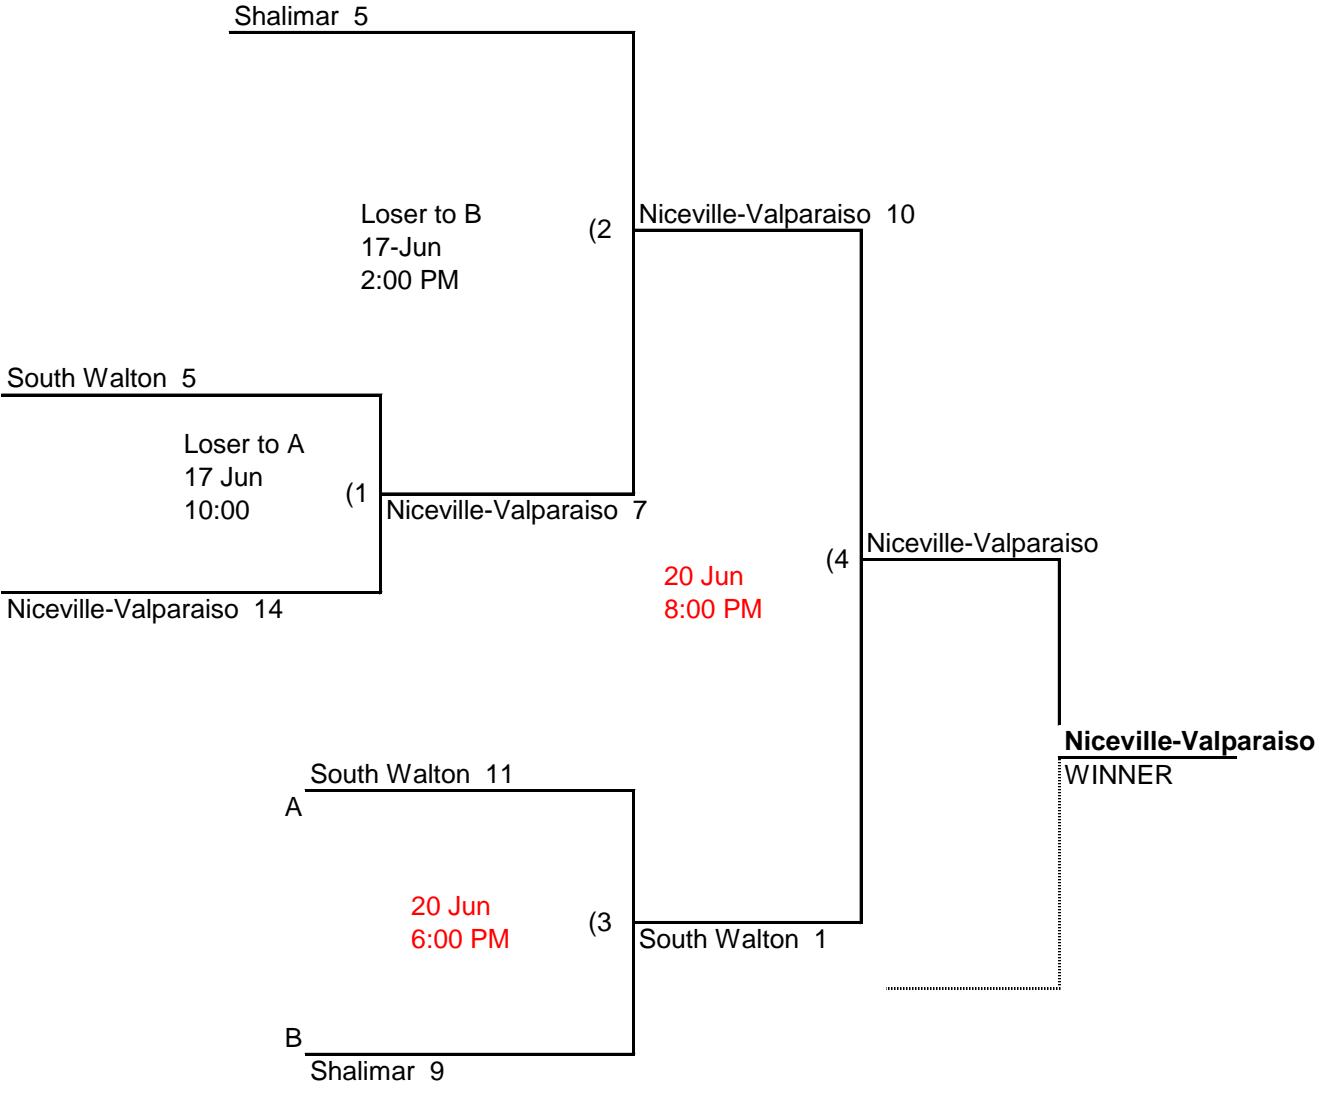 Shalimar  5
Loser to B
17-Jun
2:00 PM
(2
Niceville-Valparaiso  10
South Walton  5
Loser to A
17 Jun
10:00
(1
Niceville-Valparaiso  7
Niceville-Valparaiso  14
20 Jun
8:00 PM
(4
Niceville-Valparaiso
Niceville-Valparaiso
WINNER
South Walton  11
A
20 Jun
6:00 PM
(3
South Walton  1
B
Shalimar  9